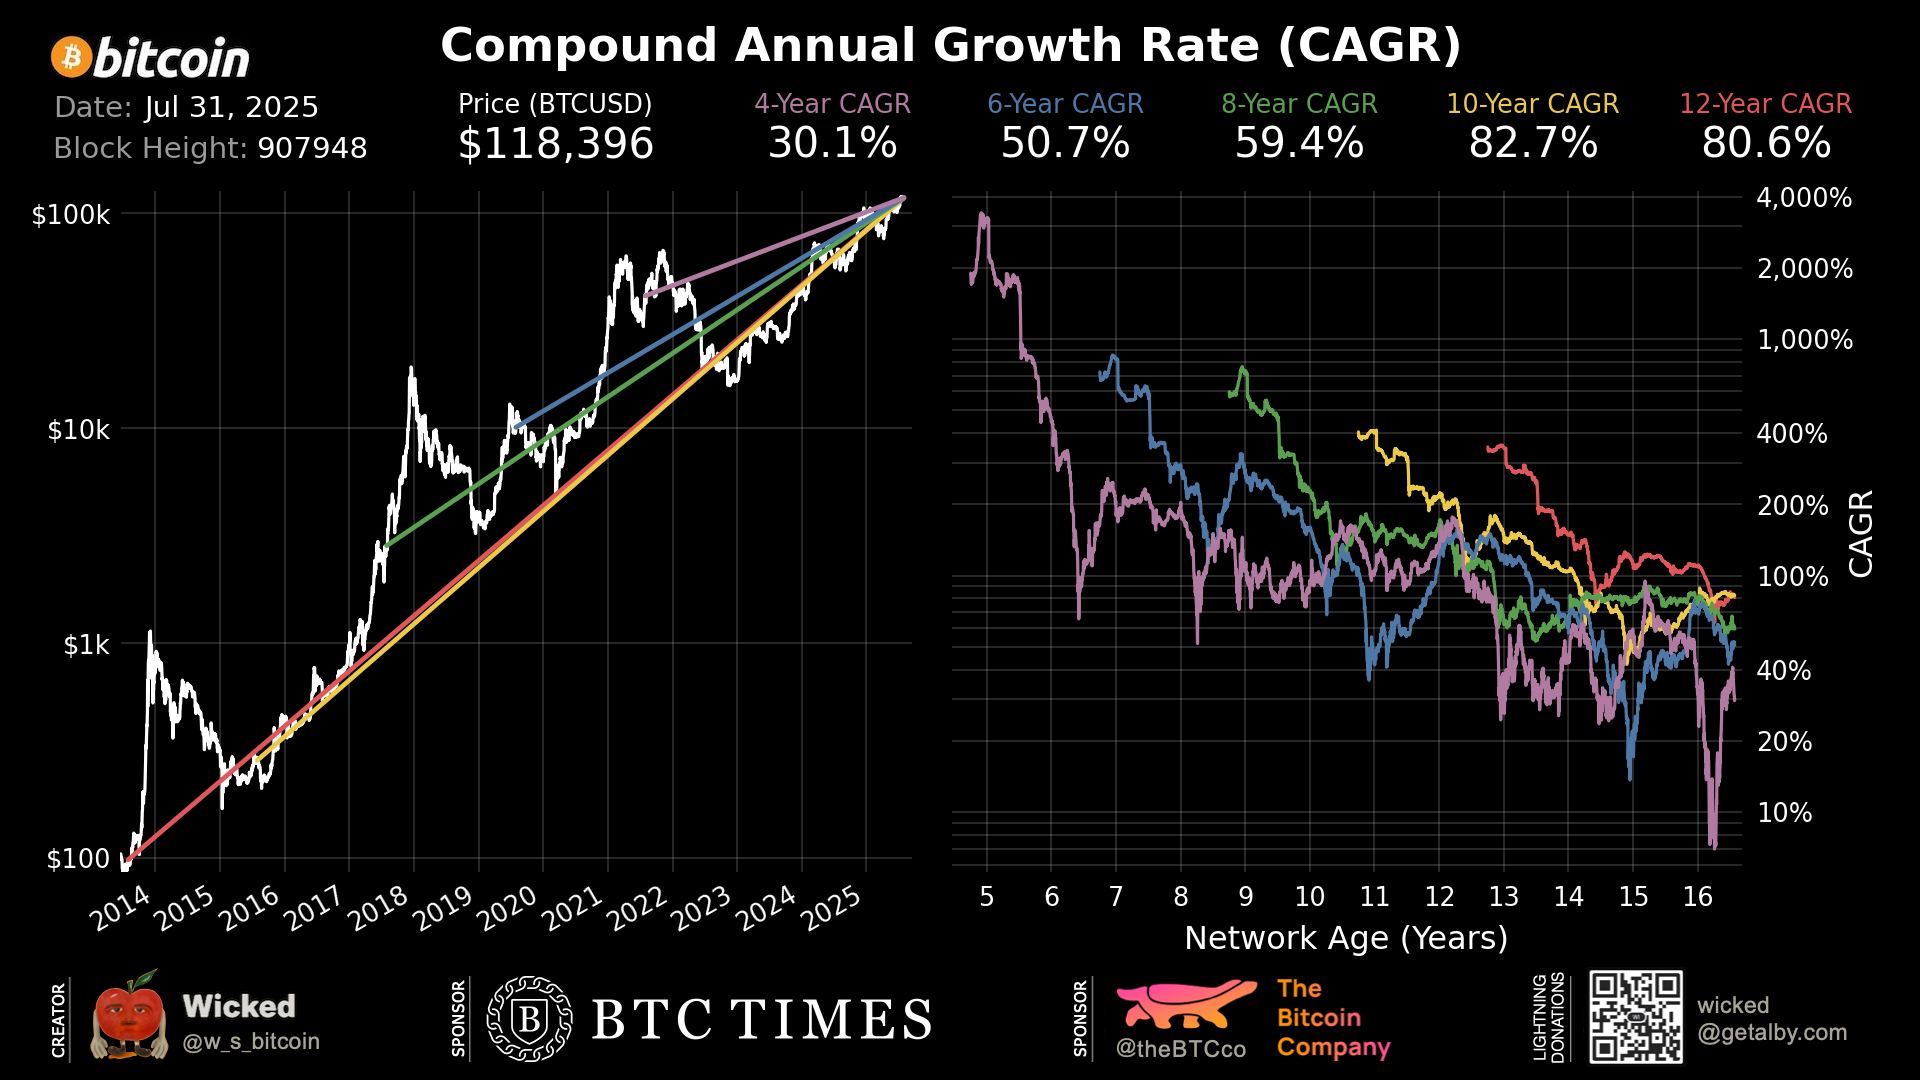 bitcoin
Compound Annual Growth Rate (CAGR)
Date: Jul 31, 2025
Block Height: 907948
Price (BTCUSD)
$118,396
4-Year CAGR
30.1%
6-Year CAGR
50.7%
8-Year CAGR
59.4%
10-Year CAGR
82.7%
12-Year CAGR
80.6%
$100k
$10k
$1k
$100
2014 2015 2016 2017 2018 2019 2020 2021 2022 2023 2024 2025
4,000%
2,000%
1,000%
400%
200%
100%
40%
20%
10%
CAGR
5 6 7 8 9 10 11 12 13 14 15 16
Network Age (Years)
CREATOR
Wicked
@w_s_bitcoin
SPONSOR
B
BTC TIMES
SPONSOR
@theBTCco
The
Bitcoin
Company
LIGHTNING
DONATIONS
wicked
@getalby.com